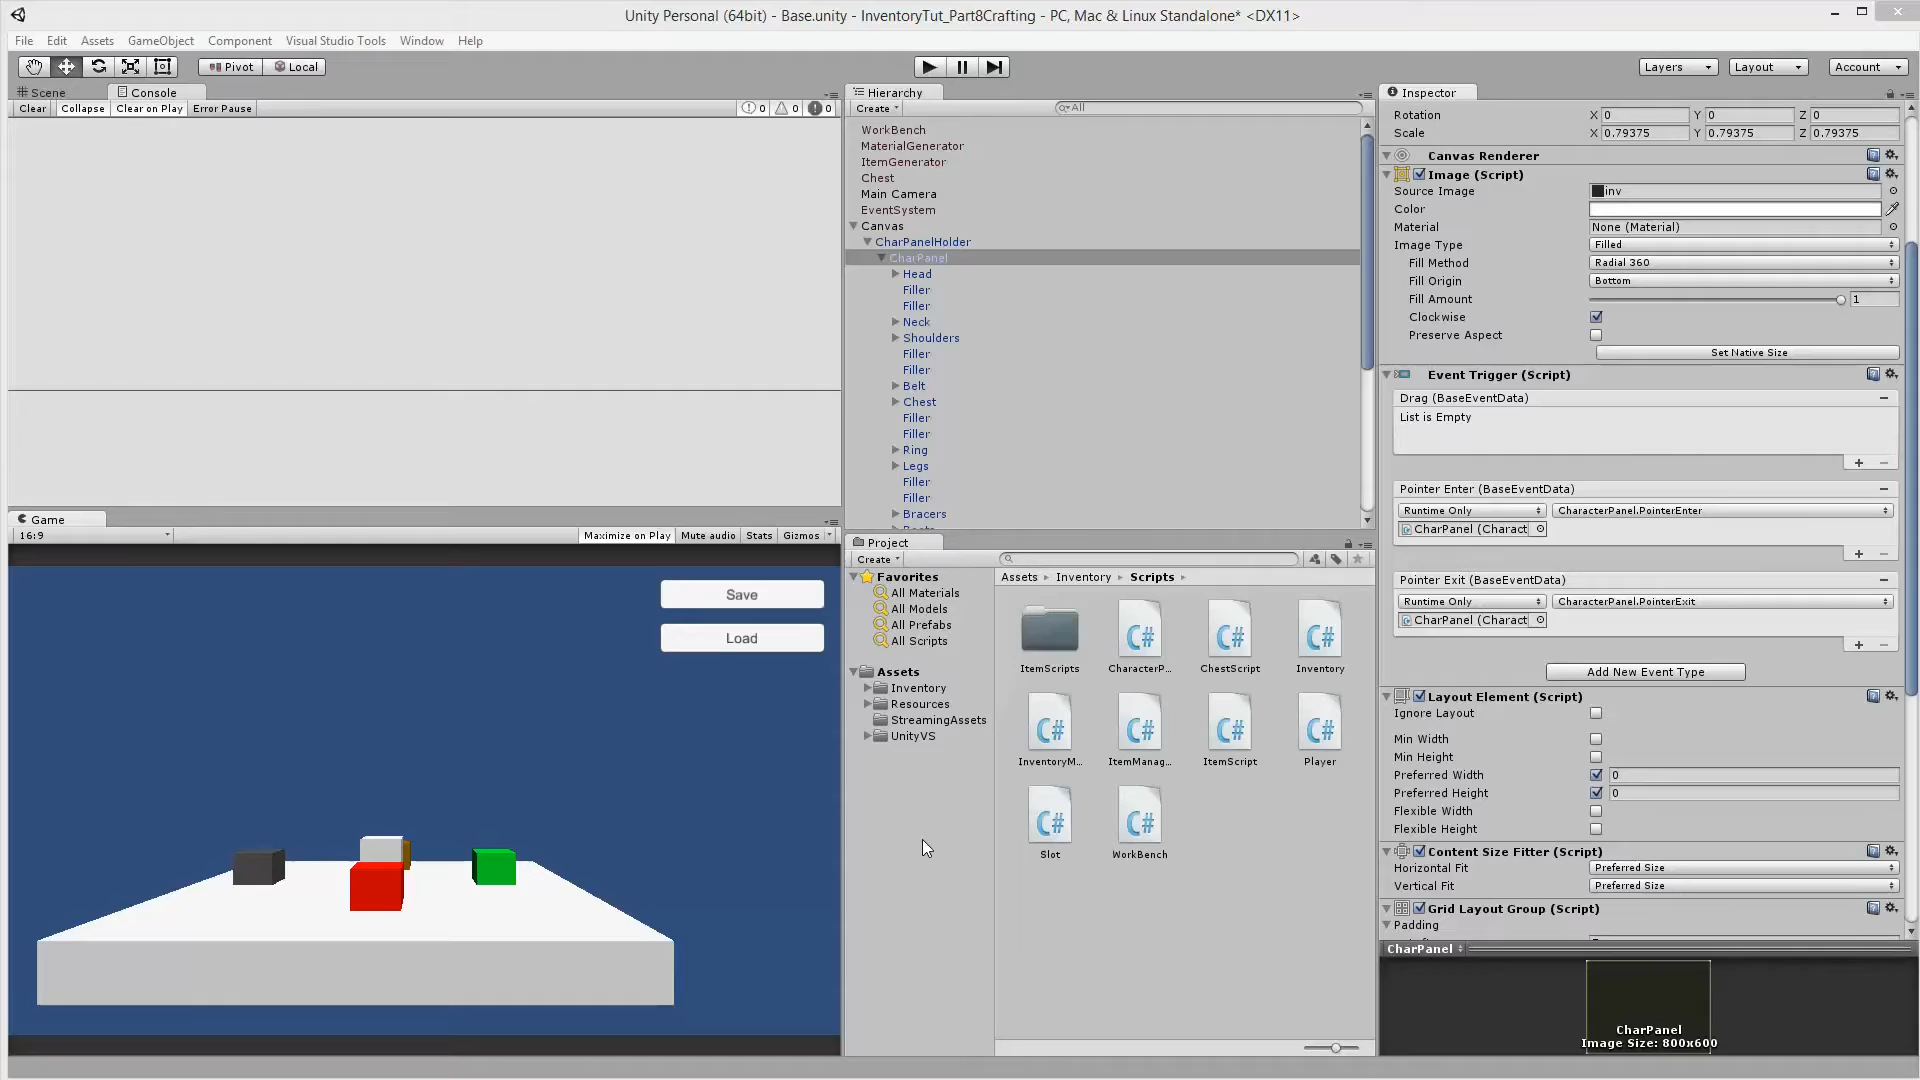 Unity Personal (64bit) - Base.unity - InventoryTut_Part8Crafting - PC, Mac & Linux Standalone* <DX11>
File Edit Assets GameObject Component Visual Studio Tools Window Help
Pivot Local Layers Layout Account
Scene Console
Clear Collapse Clear on Play Error Pause 0 0 0
Game
16:9 Maximize on Play Mute audio Stats Gizmos
Save
Load
Hierarchy
Create All
WorkBench
MaterialGenerator
ItemGenerator
Chest
Main Camera
EventSystem
Canvas
CharPanelHolder
CharPanel
Head
Filler
Filler
Neck
Shoulders
Filler
Filler
Belt
Chest
Filler
Filler
Ring
Legs
Filler
Filler
Bracers
Project
Create
Favorites
All Materials
All Models
All Prefabs
All Scripts
Assets
Inventory
Resources
StreamingAssets
UnityVS
Assets Inventory Scripts
ItemScripts CharacterP... ChestScript Inventory
InventoryM... ItemManag... ItemScript Player
Slot WorkBench
Inspector
Rotation X 0 Y 0 Z 0
Scale X 0.79375 Y 0.79375 Z 0.79375
Canvas Renderer
Image (Script)
Source Image inv
Color
Material None (Material)
Image Type Filled
Fill Method Radial 360
Fill Origin Bottom
Fill Amount 1
Clockwise
Preserve Aspect
Set Native Size
Event Trigger (Script)
Drag (BaseEventData)
List is Empty
Pointer Enter (BaseEventData)
Runtime Only CharacterPanel.PointerEnter
CharPanel (Charact
Pointer Exit (BaseEventData)
Runtime Only CharacterPanel.PointerExit
CharPanel (Charact
Add New Event Type
Layout Element (Script)
Ignore Layout
Min Width
Min Height
Preferred Width 0
Preferred Height 0
Flexible Width
Flexible Height
Content Size Fitter (Script)
Horizontal Fit Preferred Size
Vertical Fit Preferred Size
Grid Layout Group (Script)
Padding
CharPanel
CharPanel
Image Size: 800x600